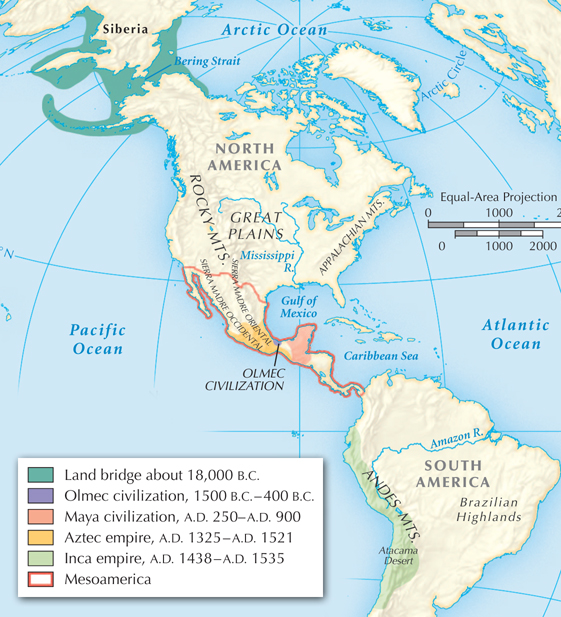 Siberia
Arctic Ocean
Bering Strait
Arctic Circle
NORTH
AMERICA
ROCKY MTS.
GREAT
PLAINS
APPALACHIAN MTS.
Mississippi
R.
Equal-Area Projection
0 1000 2
0 1000 2000
°N
SIERRA MADRE OCCIDENTAL
SIERRA MADRE ORIENTAL
Gulf of
Mexico
Pacific
Ocean
Atlantic
Ocean
Caribbean Sea
OLMEC
CIVILIZATION
Amazon R.
SOUTH
AMERICA
ANDES MTS.
Brazilian
Highlands
Atacama
Desert
Land bridge about 18,000 B.C.
Olmec civilization, 1500 B.C.–400 B.C.
Maya civilization, A.D. 250–A.D. 900
Aztec empire, A.D. 1325–A.D. 1521
Inca empire, A.D. 1438–A.D. 1535
Mesoamerica